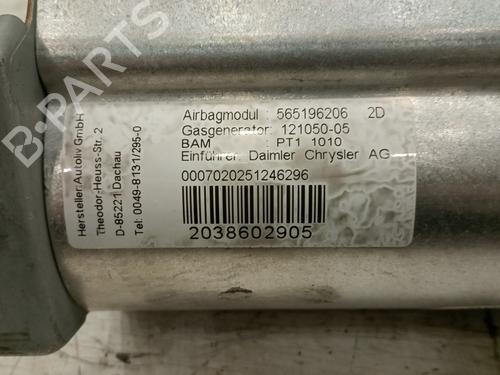 Hersteller:Autoliv GmbH
Theodor-Heuss-Str. 2
D-85221 Dachau
Tel: 0049-8131/295-0
Airbagmodul : 565196206 2D
Gasgenerator: 121050-05
BAM PT1 1010
Einführer: Daimler Chrysler AG
0007020251246296
2038602905